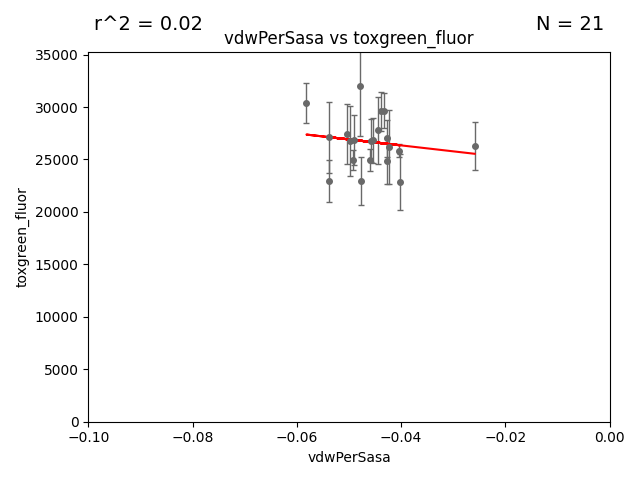 r^2 = 0.02
N = 21
vdwPerSasa vs toxgreen_fluor
35000
30000
25000
20000
15000
10000
5000
0
toxgreen_fluor
−0.10
−0.08
−0.06
−0.04
−0.02
0.00
vdwPerSasa